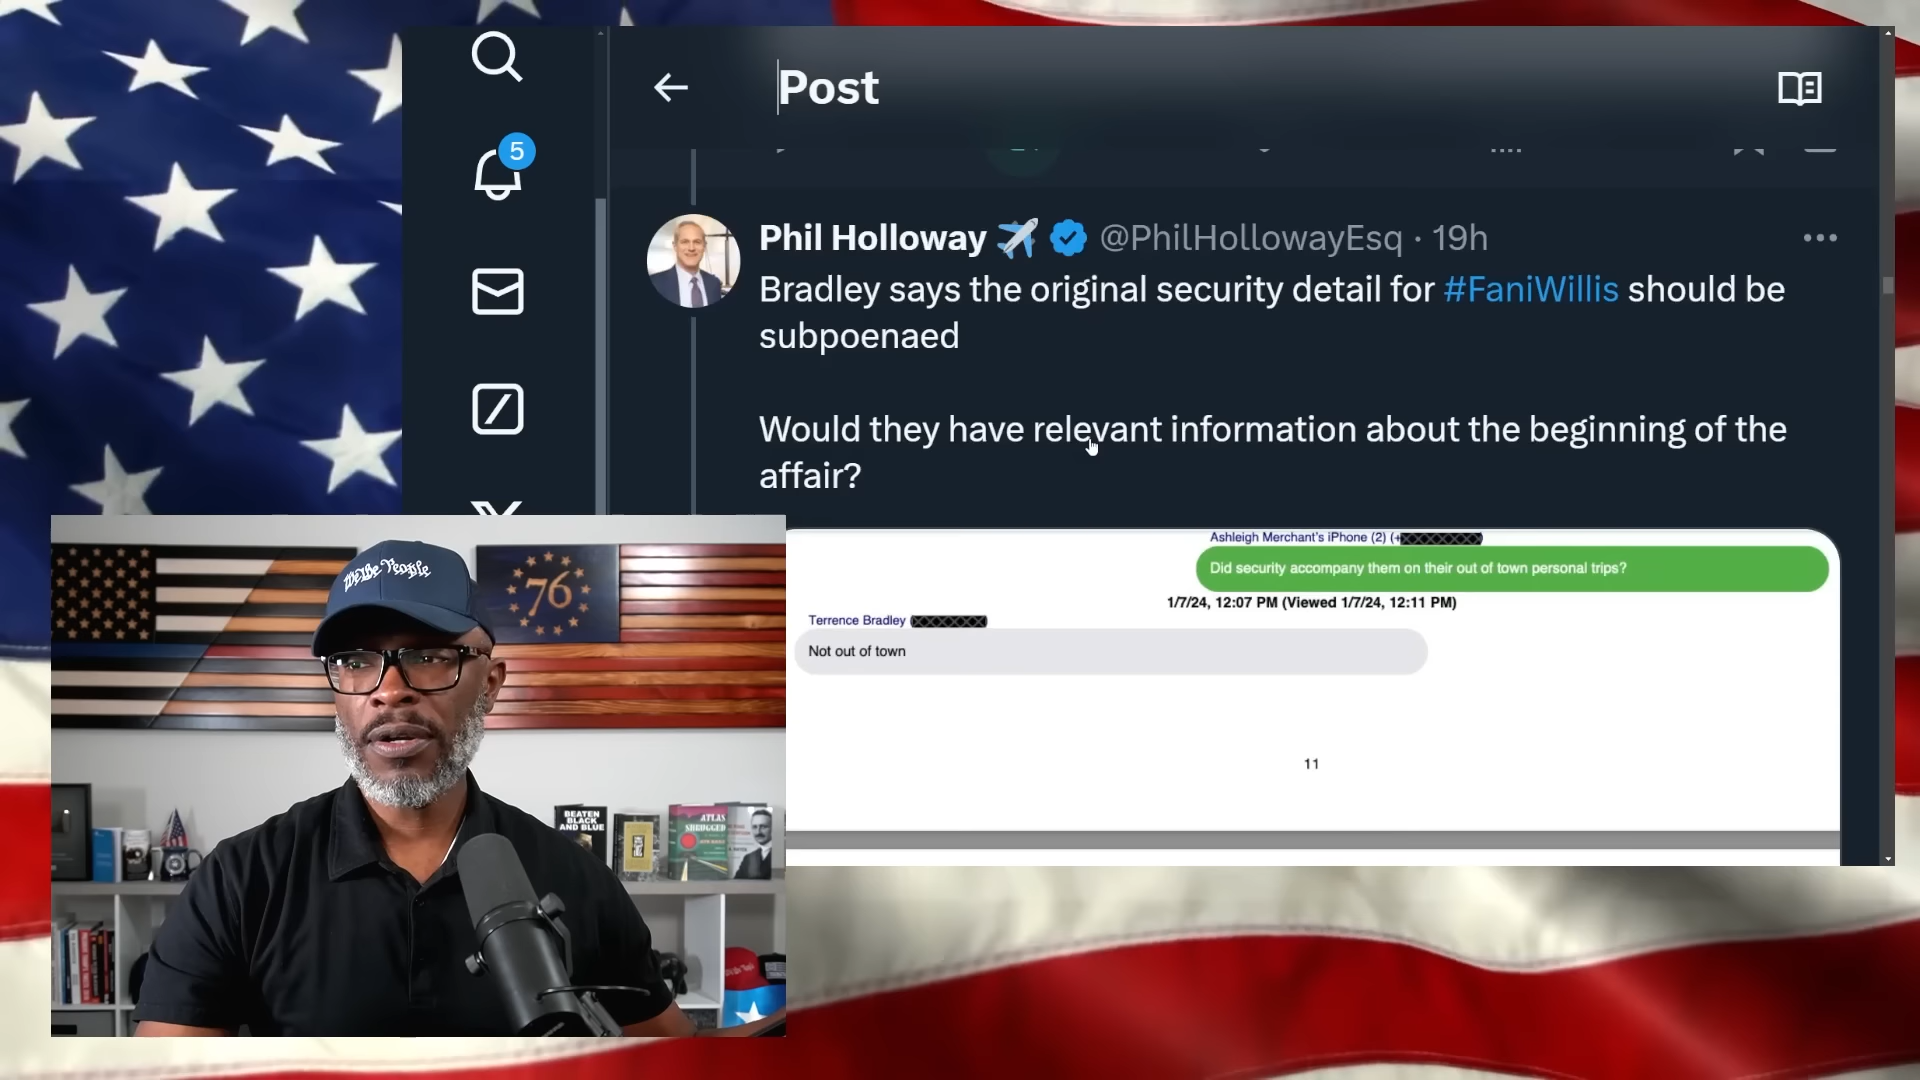 Post
5
Phil Holloway @PhilHollowayEsq · 19h
Bradley says the original security detail for #FaniWillis should be
subpoenaed
Would they have relevant information about the beginning of the
affair?
Ashleigh Merchant's iPhone (2) (+
Did security accompany them on their out of town personal trips?
1/7/24, 12:07 PM (Viewed 1/7/24, 12:11 PM)
Terrence Bradley
Not out of town
11
We the People
76
BEATEN
BLACK
AND BLUE
ATLAS
SHRUGGED